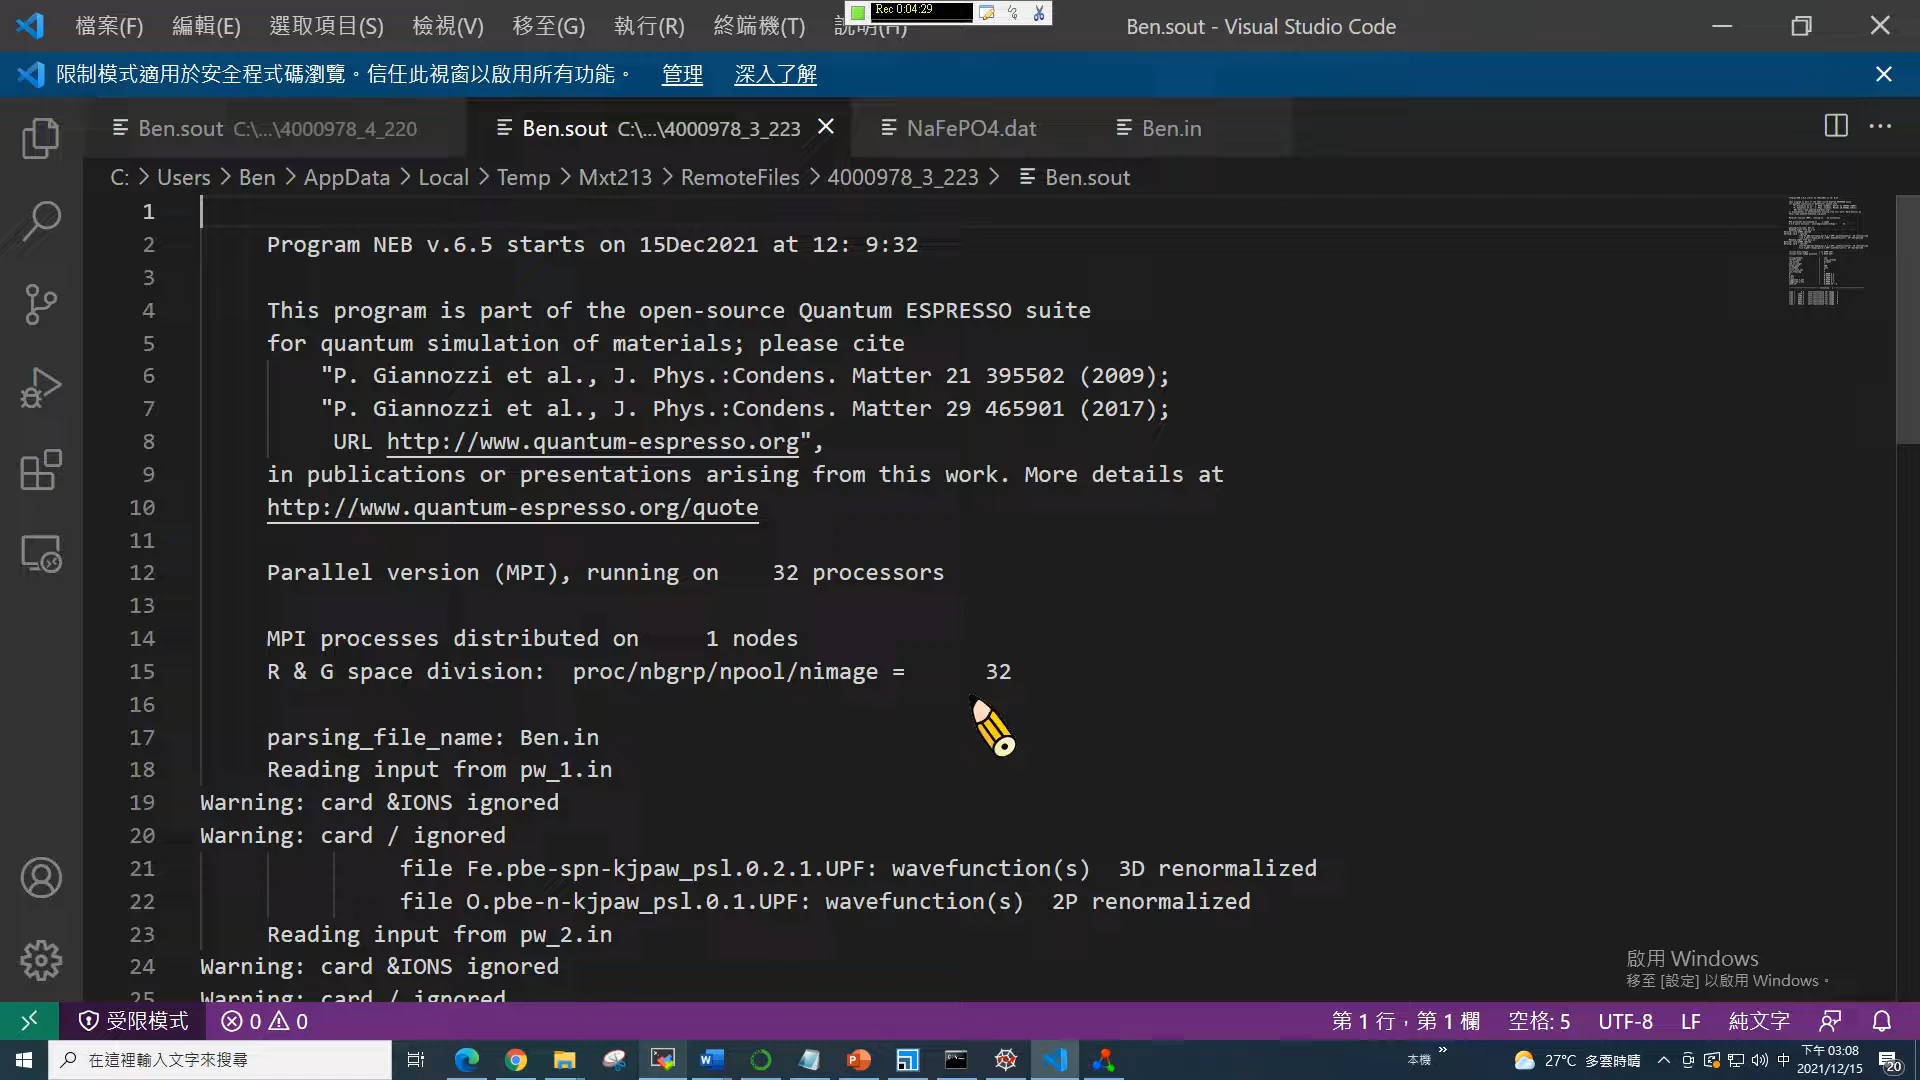 檔案(F) 編輯(E) 選取項目(S) 檢視(V) 移至(G) 執行(R) 終端機(T) 說明(H)
Rec 0:04:29
Ben.sout - Visual Studio Code
限制模式適用於安全程式碼瀏覽。信任此視窗以啟用所有功能。 管理 深入了解
Ben.sout C:\...\4000978_4_220
Ben.sout C:\...\4000978_3_223
NaFePO4.dat
Ben.in
C: > Users > Ben > AppData > Local > Temp > Mxt213 > RemoteFiles > 4000978_3_223 > Ben.sout
1
2 Program NEB v.6.5 starts on 15Dec2021 at 12: 9:32
3
4 This program is part of the open-source Quantum ESPRESSO suite
5 for quantum simulation of materials; please cite
6 "P. Giannozzi et al., J. Phys.:Condens. Matter 21 395502 (2009);
7 "P. Giannozzi et al., J. Phys.:Condens. Matter 29 465901 (2017);
8 URL http://www.quantum-espresso.org",
9 in publications or presentations arising from this work. More details at
10 http://www.quantum-espresso.org/quote
11
12 Parallel version (MPI), running on 32 processors
13
14 MPI processes distributed on 1 nodes
15 R & G space division: proc/nbgrp/npool/nimage = 32
16
17 parsing_file_name: Ben.in
18 Reading input from pw_1.in
19 Warning: card &IONS ignored
20 Warning: card / ignored
21 file Fe.pbe-spn-kjpaw_psl.0.2.1.UPF: wavefunction(s) 3D renormalized
22 file O.pbe-n-kjpaw_psl.0.1.UPF: wavefunction(s) 2P renormalized
23 Reading input from pw_2.in
24 Warning: card &IONS ignored
25 Warning: card / ignored
啟用 Windows
移至 [設定] 以啟用 Windows。
受限模式 0 0 第 1 行，第 1 欄 空格: 5 UTF-8 LF 純文字
在這裡輸入文字來搜尋
本機 27°C 多雲時晴 中 下午 03:08
2021/12/15
20